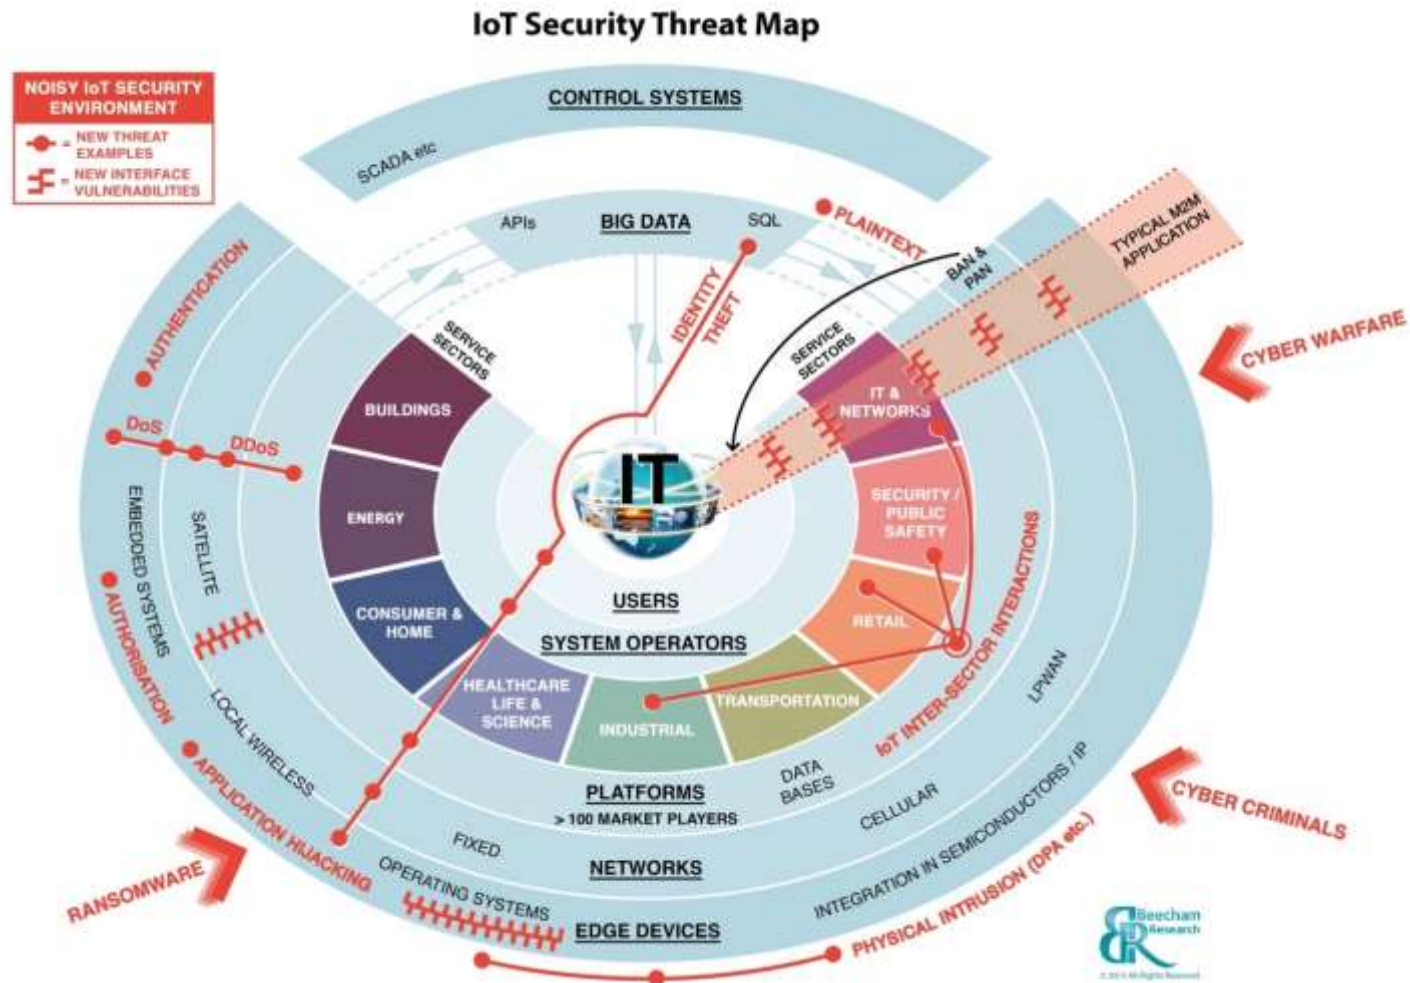 IoT Security Threat Map
NOISY IoT SECURITY
ENVIRONMENT
= NEW THREAT
EXAMPLES
= NEW INTERFACE
VULNERABILITIES
CONTROL SYSTEMS
SCADA etc
APIs
BIG DATA
SQL
PLAINTEXT
BAN &
PAN
TYPICAL M2M
APPLICATION
AUTHENTICATION
IDENTITY
THEFT
SERVICE
SECTORS
SERVICE
SECTORS
CYBER WARFARE
BUILDINGS
IT &
NETWORKS
DoS
DDoS
IT
ENERGY
SECURITY /
PUBLIC
SAFETY
EMBEDDED SYSTEMS
SATELLITE
USERS
CONSUMER &
HOME
RETAIL
SYSTEM OPERATORS
AUTHORISATION
IoT INTER-SECTOR INTERACTIONS
LPWAN
HEALTHCARE
LIFE &
SCIENCE
INDUSTRIAL
TRANSPORTATION
LOCAL WIRELESS
PLATFORMS
> 100 MARKET PLAYERS
DATA
BASES
CELLULAR
APPLICATION HIJACKING
FIXED
NETWORKS
INTEGRATION IN SEMICONDUCTORS / IP
CYBER CRIMINALS
RANSOMWARE
OPERATING SYSTEMS
EDGE DEVICES
PHYSICAL INTRUSION (DPA etc.)
Beecham
Research
All Rights Reserved